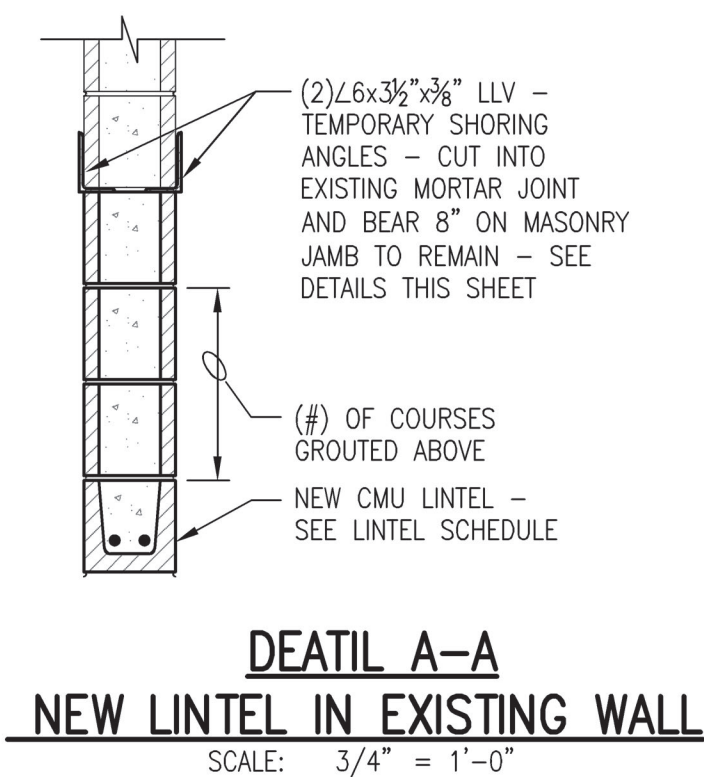 (2)∠6x3½"x⅜" LLV –
TEMPORARY SHORING
ANGLES – CUT INTO
EXISTING MORTAR JOINT
AND BEAR 8" ON MASONRY
JAMB TO REMAIN – SEE
DETAILS THIS SHEET
(#) OF COURSES
GROUTED ABOVE
NEW CMU LINTEL –
SEE LINTEL SCHEDULE
DEATIL A–A
NEW LINTEL IN EXISTING WALL
SCALE: 3/4" = 1'–0"